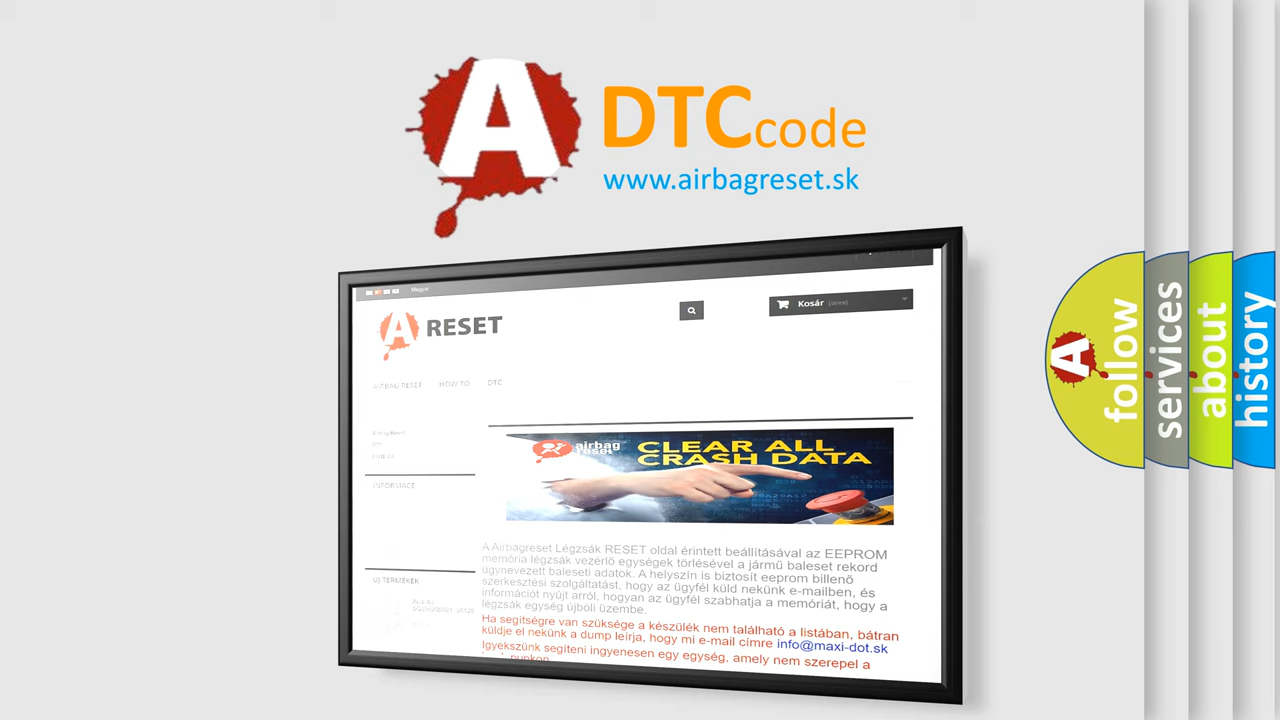 A
DTCcode
www.airbagreset.sk
Magyar
Kosár (üres)
A RESET
AIRBAG RESET HOW TO DTC
airbag reset
CLEAR ALL
CRASH DATA
INFORMACE
A Airbagreset Légzsák RESET oldal érintett beállításával az EEPROM
memória légzsák vezérlő egységek törlésével a jármű baleset rekord
úgynevezett baleseti adatok. A helyszín is biztosít eeprom billenő
szerkesztési szolgáltatást, hogy az ügyfél küld nekünk e-mailben, és
információt nyújt arról, hogyan az ügyfél szabhatja a memóriát, hogy a
légzsák egység újbóli üzembe.
Ha segítségre van szüksége a készülék nem található a listában, bátran
küldje el nekünk a dump leírja, hogy mi e-mail címre info@maxi-dot.sk
Igyekszünk segíteni ingyenesen egy egység, amely nem szerepel a
ÚJ TERMÉKEK
A
follow
services
about
history